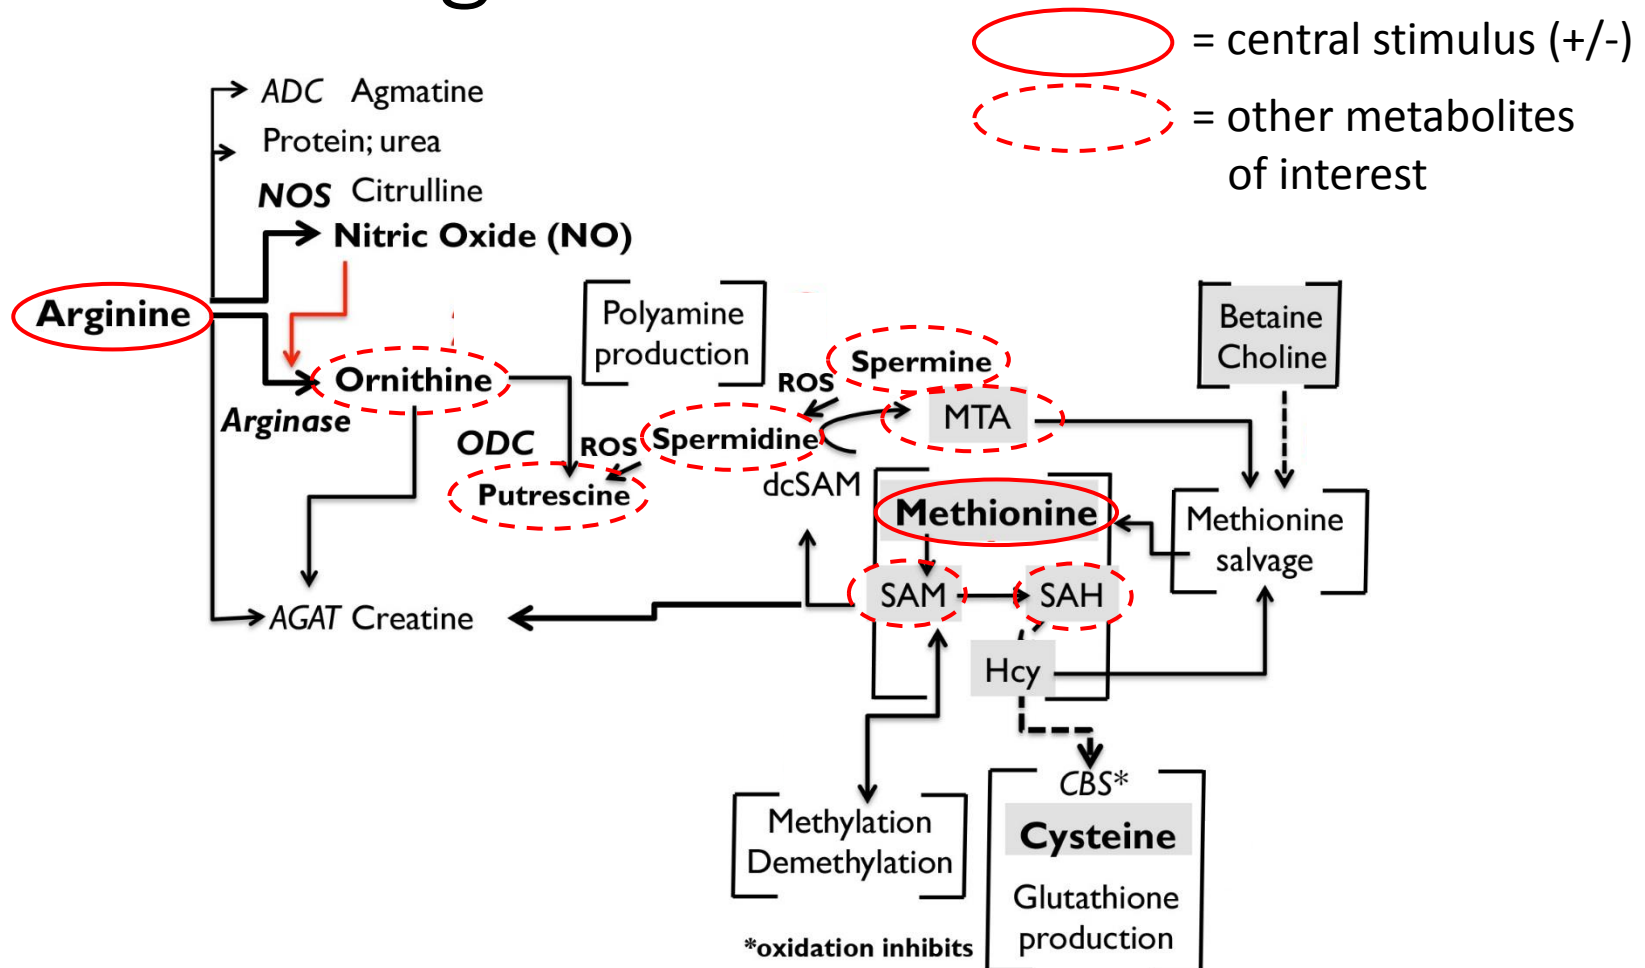 = central stimulus (+/-)
= other metabolites
of interest
ADC Agmatine
Protein; urea
NOS Citrulline
Nitric Oxide (NO)
Arginine
Polyamine
production
Betaine
Choline
Ornithine
Arginase
ROS
Spermine
MTA
ODC
ROS
Spermidine
Putrescine
dcSAM
Methionine
Methionine
salvage
SAM
SAH
AGAT Creatine
Hcy
CBS*
Methylation
Demethylation
Cysteine
Glutathione
production
*oxidation inhibits